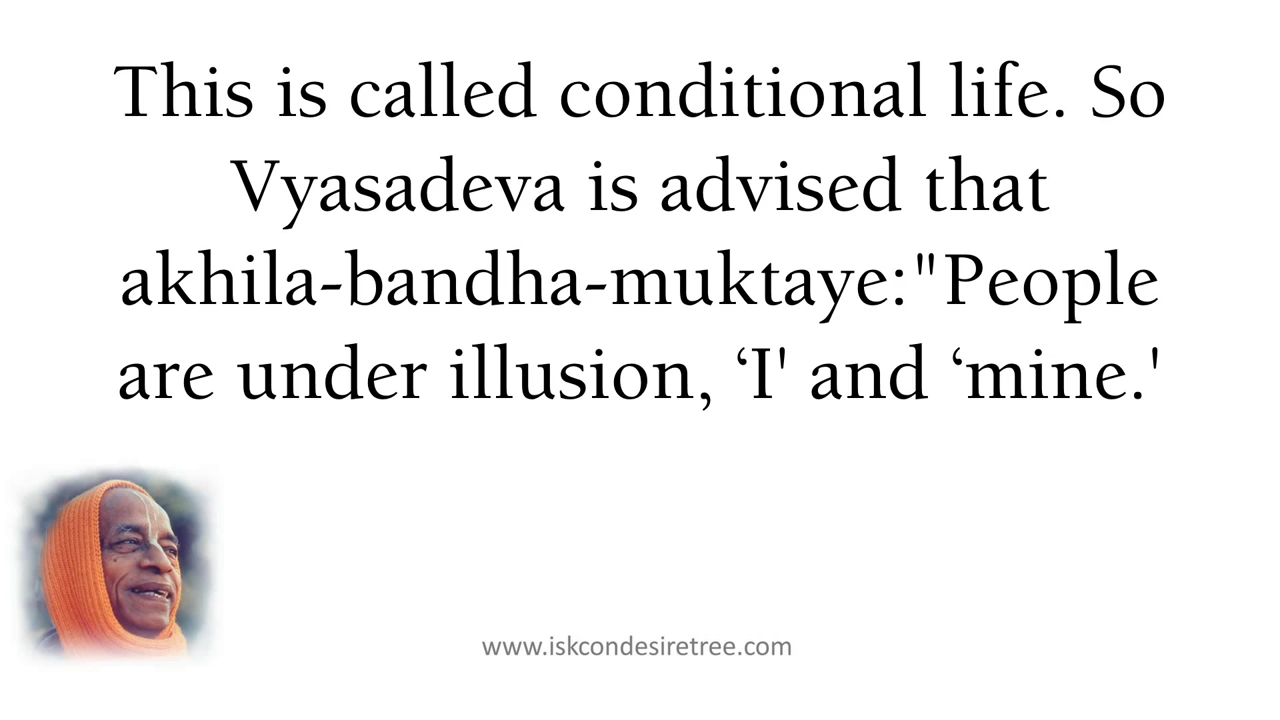 This is called conditional life. So
Vyasadeva is advised that
akhila-bandha-muktaye:"People
are under illusion, ‘I' and ‘mine.'
www.iskcondesiretree.com